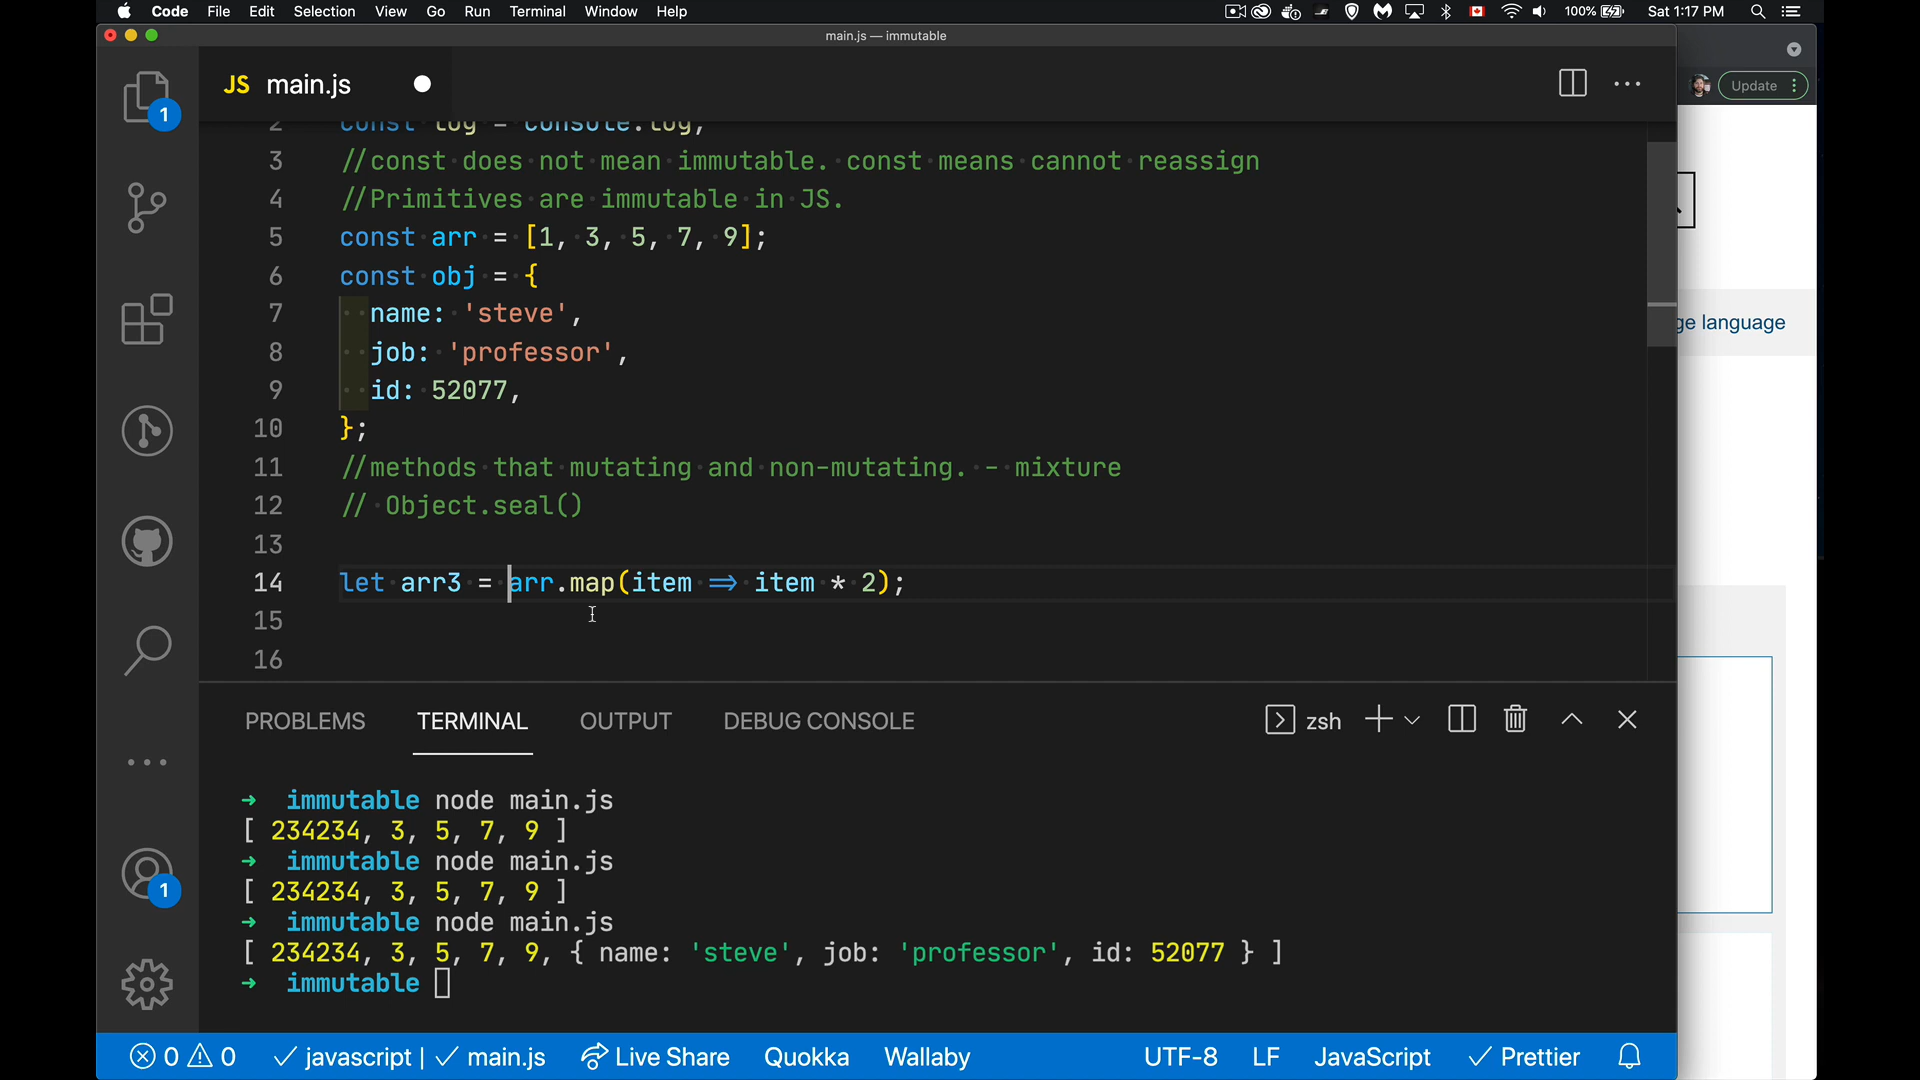 Code File Edit Selection View Go Run Terminal Window Help 100% Sat 1:17 PM
main.js — immutable
JS main.js
Update
1
2 const log = console.log;
3 //const does not mean immutable. const means cannot reassign
4 //Primitives are immutable in JS.
5 const arr = [1, 3, 5, 7, 9];
6 const obj = {
7 name: 'steve',
8 job: 'professor',
9 id: 52077,
10 };
11 //methods that mutating and non-mutating. - mixture
12 // Object.seal()
13
14 let arr3 = arr.map(item => item * 2);
15
16
ge language
PROBLEMS TERMINAL OUTPUT DEBUG CONSOLE zsh
➜ immutable node main.js
[ 234234, 3, 5, 7, 9 ]
➜ immutable node main.js
[ 234234, 3, 5, 7, 9 ]
➜ immutable node main.js
[ 234234, 3, 5, 7, 9, { name: 'steve', job: 'professor', id: 52077 } ]
➜ immutable
1
0 0 javascript | main.js Live Share Quokka Wallaby UTF-8 LF JavaScript Prettier